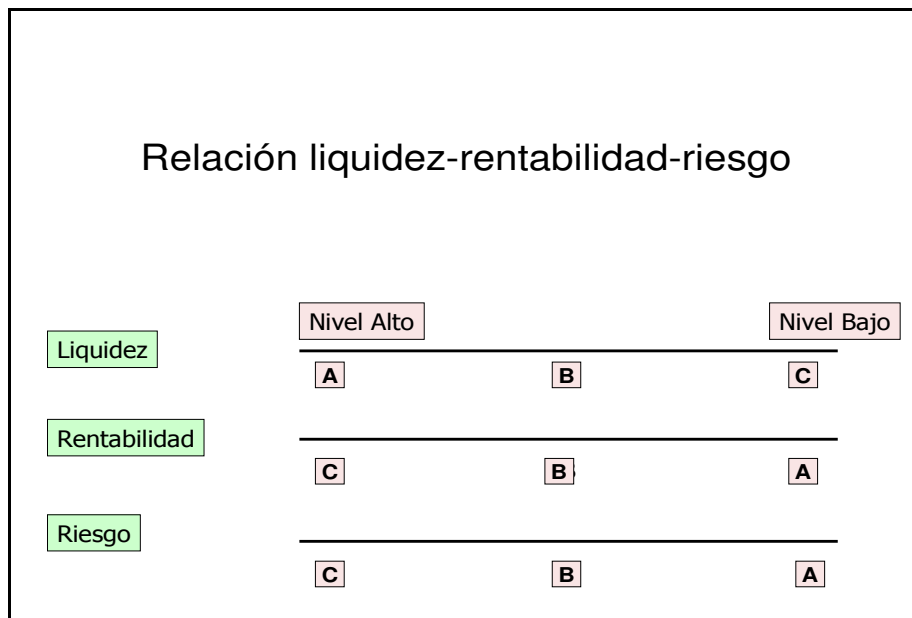 Relación liquidez-rentabilidad-riesgo
Nivel Alto
Nivel Bajo
Liquidez
A
B
C
Rentabilidad
C
B
A
Riesgo
C
B
A